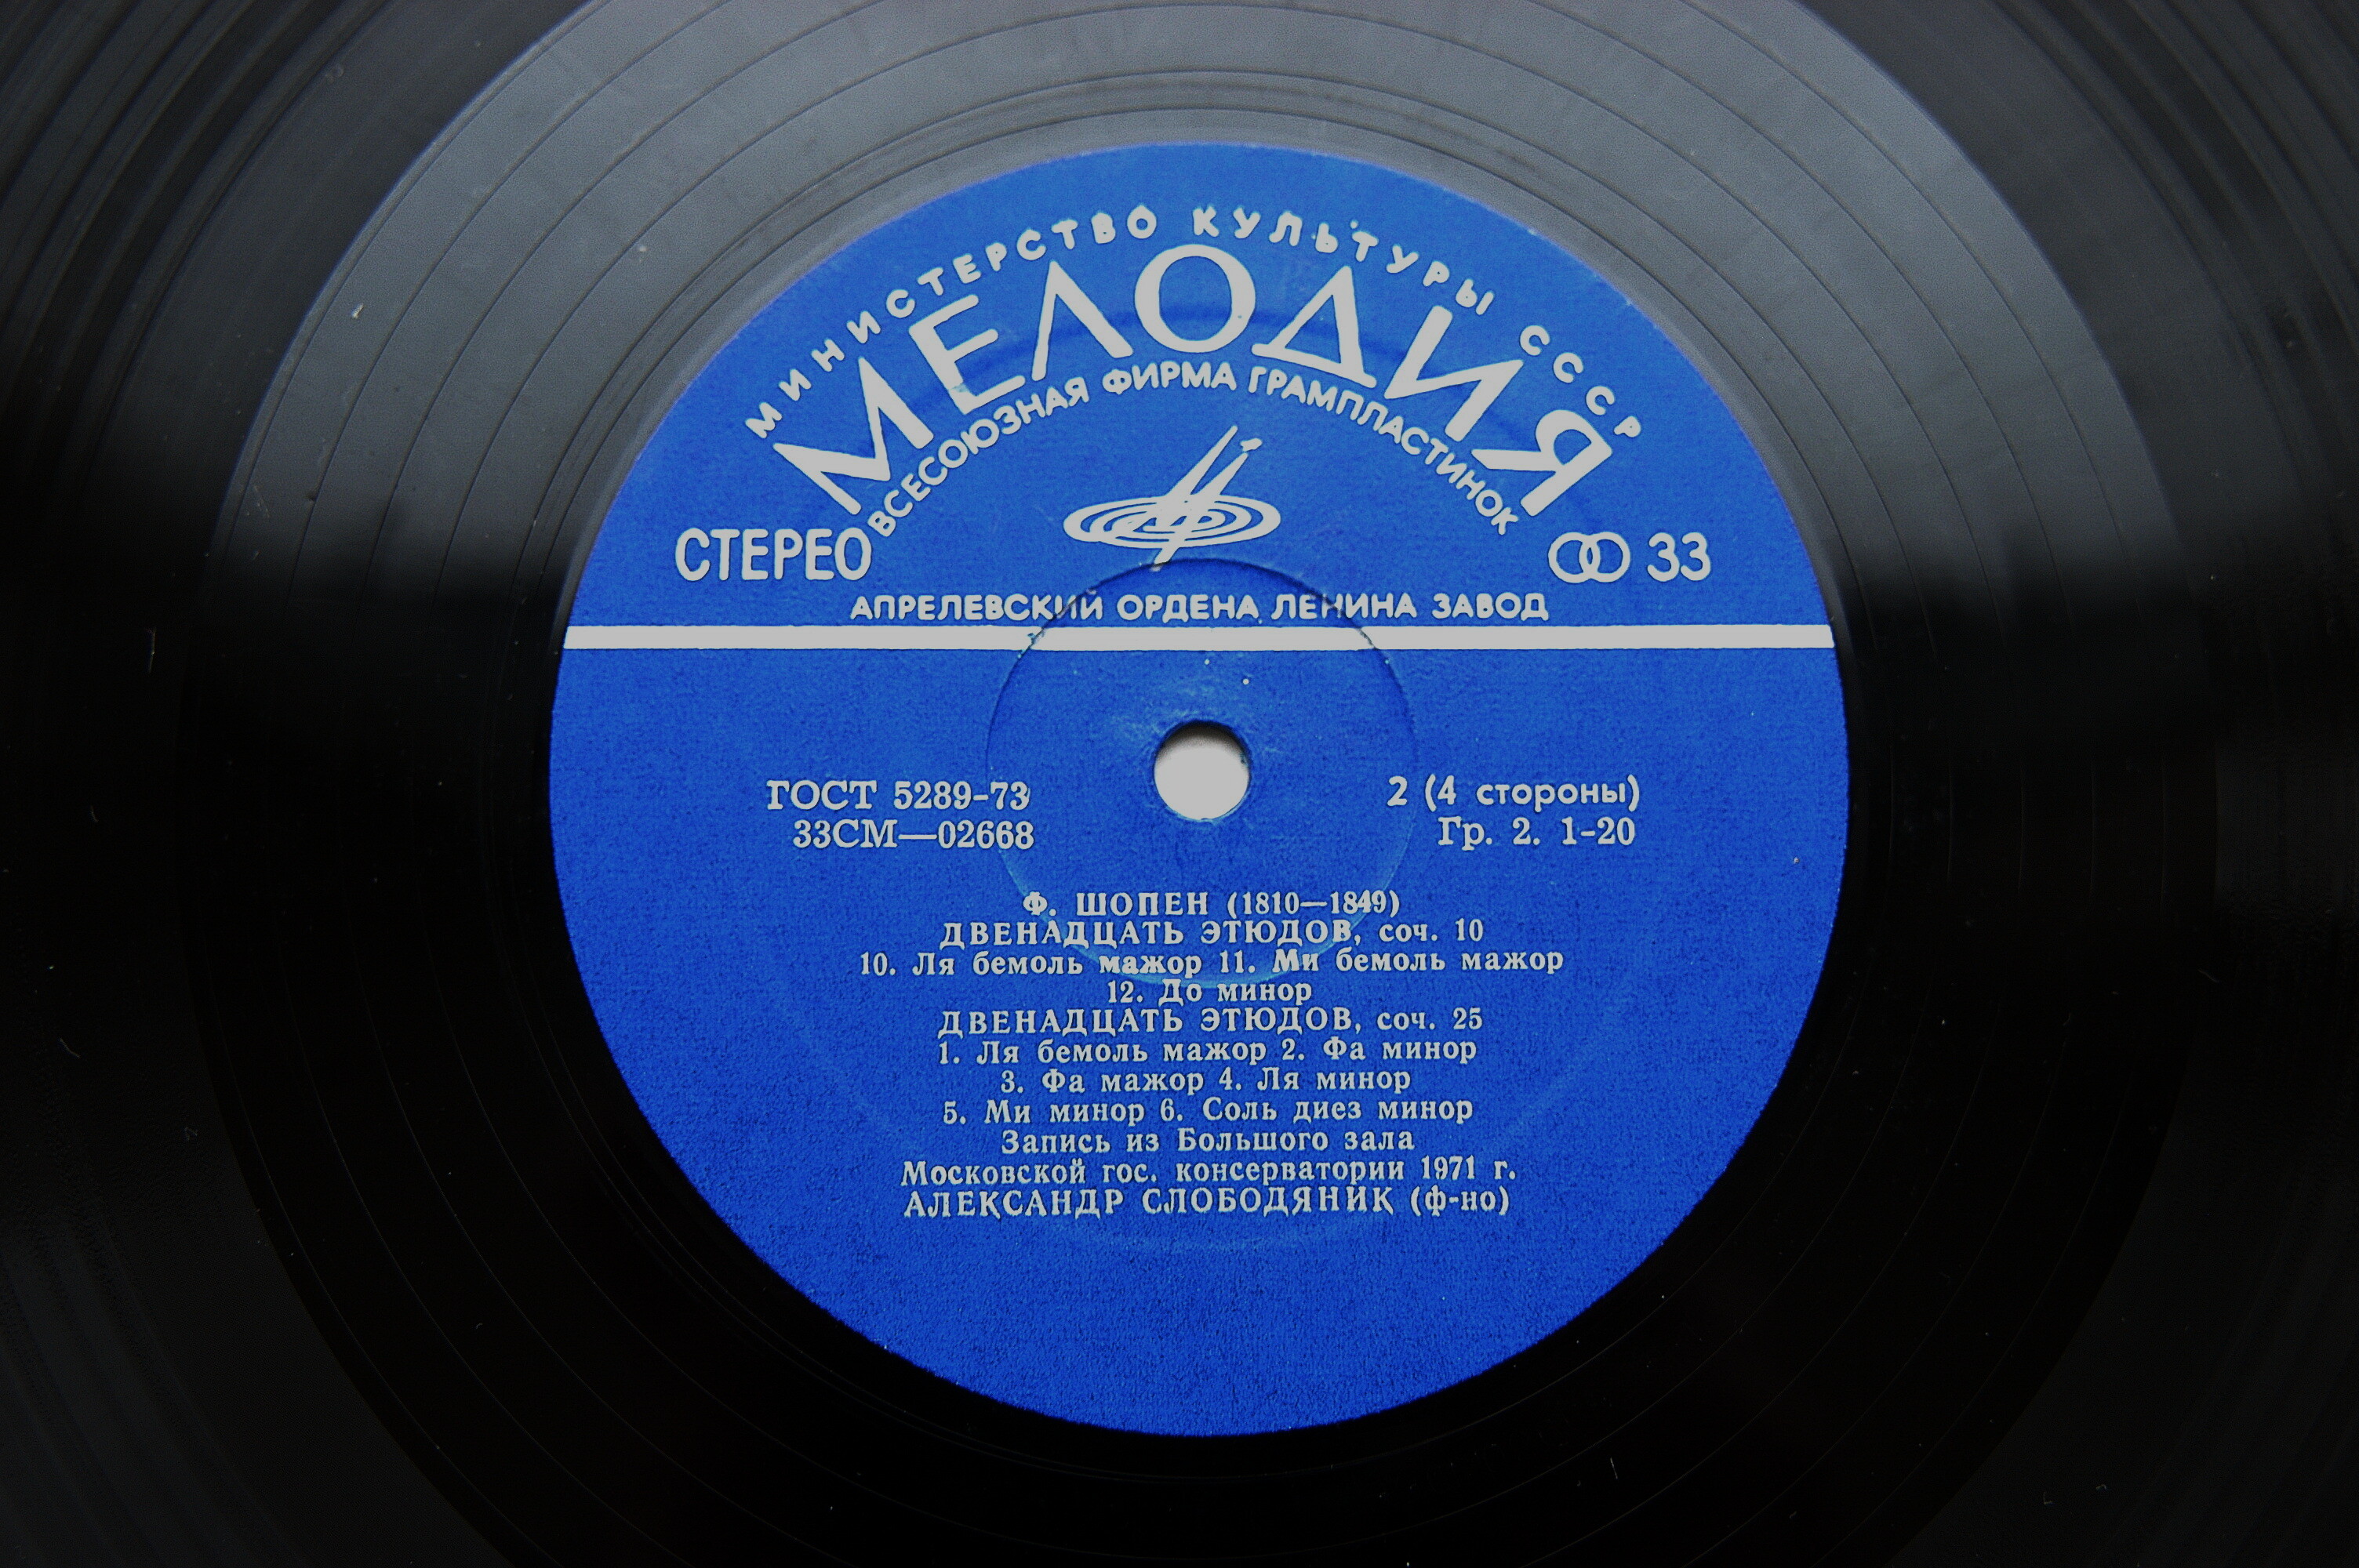 МИНИСТЕРСТВО КУЛЬТУРЫ СССР
МЕЛОДИЯ
ВСЕСОЮЗНАЯ ФИРМА ГРАМПЛАСТИНОК
СТЕРЕО 33
АПРЕЛЕВСКИЙ ОРДЕНА ЛЕНИНА ЗАВОД
ГОСТ 5289-73 2 (4 стороны)
33СМ—02668 Гр. 2. 1-20
Ф. ШОПЕН (1810—1849)
ДВЕНАДЦАТЬ ЭТЮДОВ, соч. 10
10. Ля бемоль мажор 11. Ми бемоль мажор
12. До минор
ДВЕНАДЦАТЬ ЭТЮДОВ, соч. 25
1. Ля бемоль мажор 2. Фа минор
3. Фа мажор 4. Ля минор
5. Ми минор 6. Соль диез минор
Запись из Большого зала
Московской гос. консерватории 1971 г.
АЛЕКСАНДР СЛОБОДЯНИК (ф-но)